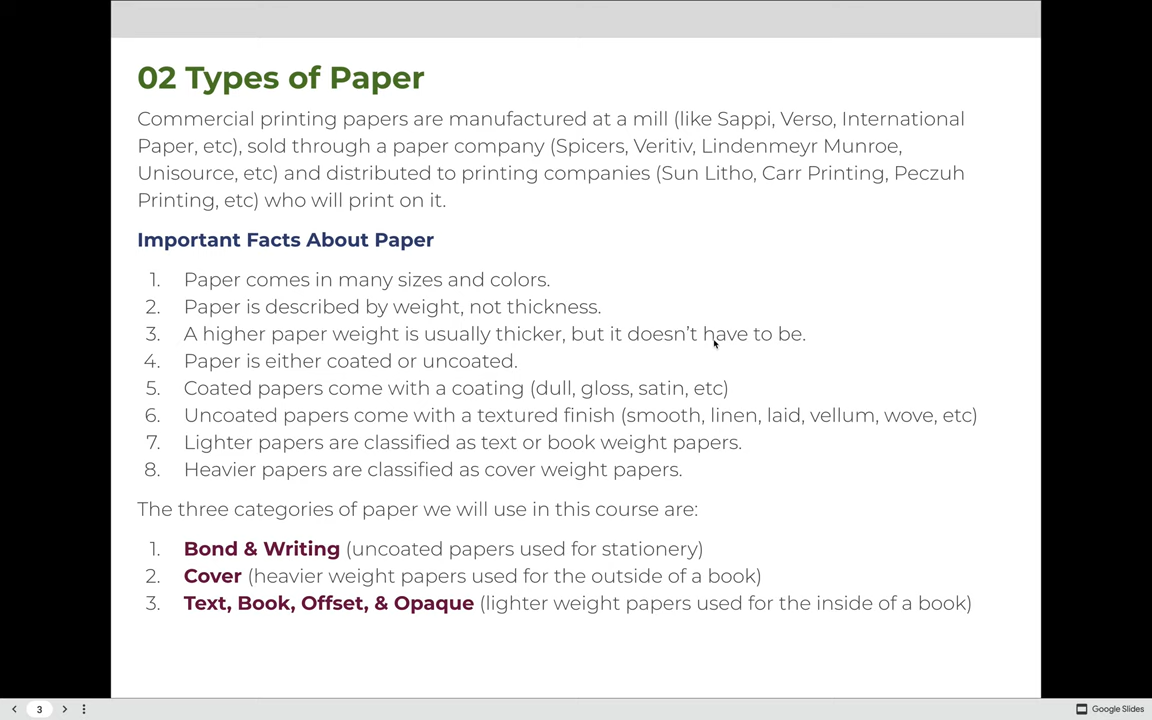 02 Types of Paper
Commercial printing papers are manufactured at a mill (like Sappi, Verso, International
Paper, etc), sold through a paper company (Spicers, Veritiv, Lindenmeyr Munroe,
Unisource, etc) and distributed to printing companies (Sun Litho, Carr Printing, Peczuh
Printing, etc) who will print on it.
Important Facts About Paper
1. Paper comes in many sizes and colors.
2. Paper is described by weight, not thickness.
3. A higher paper weight is usually thicker, but it doesn’t have to be.
4. Paper is either coated or uncoated.
5. Coated papers come with a coating (dull, gloss, satin, etc)
6. Uncoated papers come with a textured finish (smooth, linen, laid, vellum, wove, etc)
7. Lighter papers are classified as text or book weight papers.
8. Heavier papers are classified as cover weight papers.
The three categories of paper we will use in this course are:
1. Bond & Writing (uncoated papers used for stationery)
2. Cover (heavier weight papers used for the outside of a book)
3. Text, Book, Offset, & Opaque (lighter weight papers used for the inside of a book)
3
Google Slides